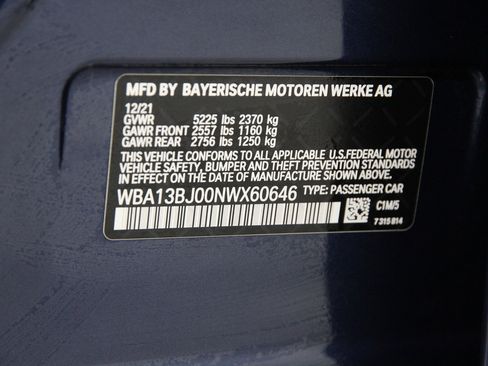 MFD BY BAYERISCHE MOTOREN WERKE AG
12/21
GVWR 5225 lbs 2370 kg
GAWR FRONT 2557 lbs 1160 kg
GAWR REAR 2756 lbs 1250 kg
THIS VEHICLE CONFORMS TO ALL APPLICABLE U.S.FEDERAL MOTOR
VEHICLE SAFETY, BUMPER AND THEFT PREVENTION STANDARDS
IN EFFECT ON THE DATE OF MANUFACTURE SHOWN ABOVE.
WBA13BJ00NWX60646 TYPE: PASSENGER CAR
C1M/5
7 315 814